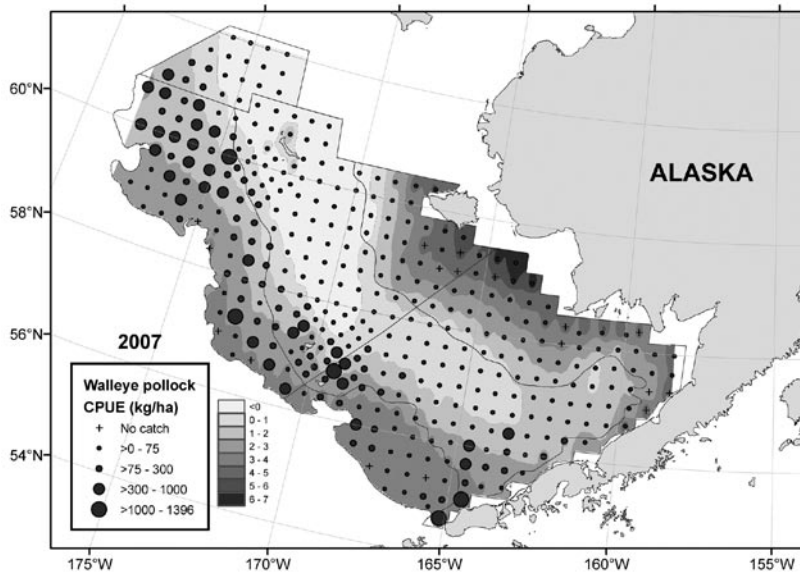 60°N
58°N
56°N
54°N
ALASKA
2007
Walleye pollock
CPUE (kg/ha)
No catch
>0 - 75
>75 - 300
>300 - 1000
>1000 - 1396
<0
0 - 1
1 - 2
2 - 3
3 - 4
4 - 5
5 - 6
6 - 7
175°W
170°W
165°W
160°W
155°W